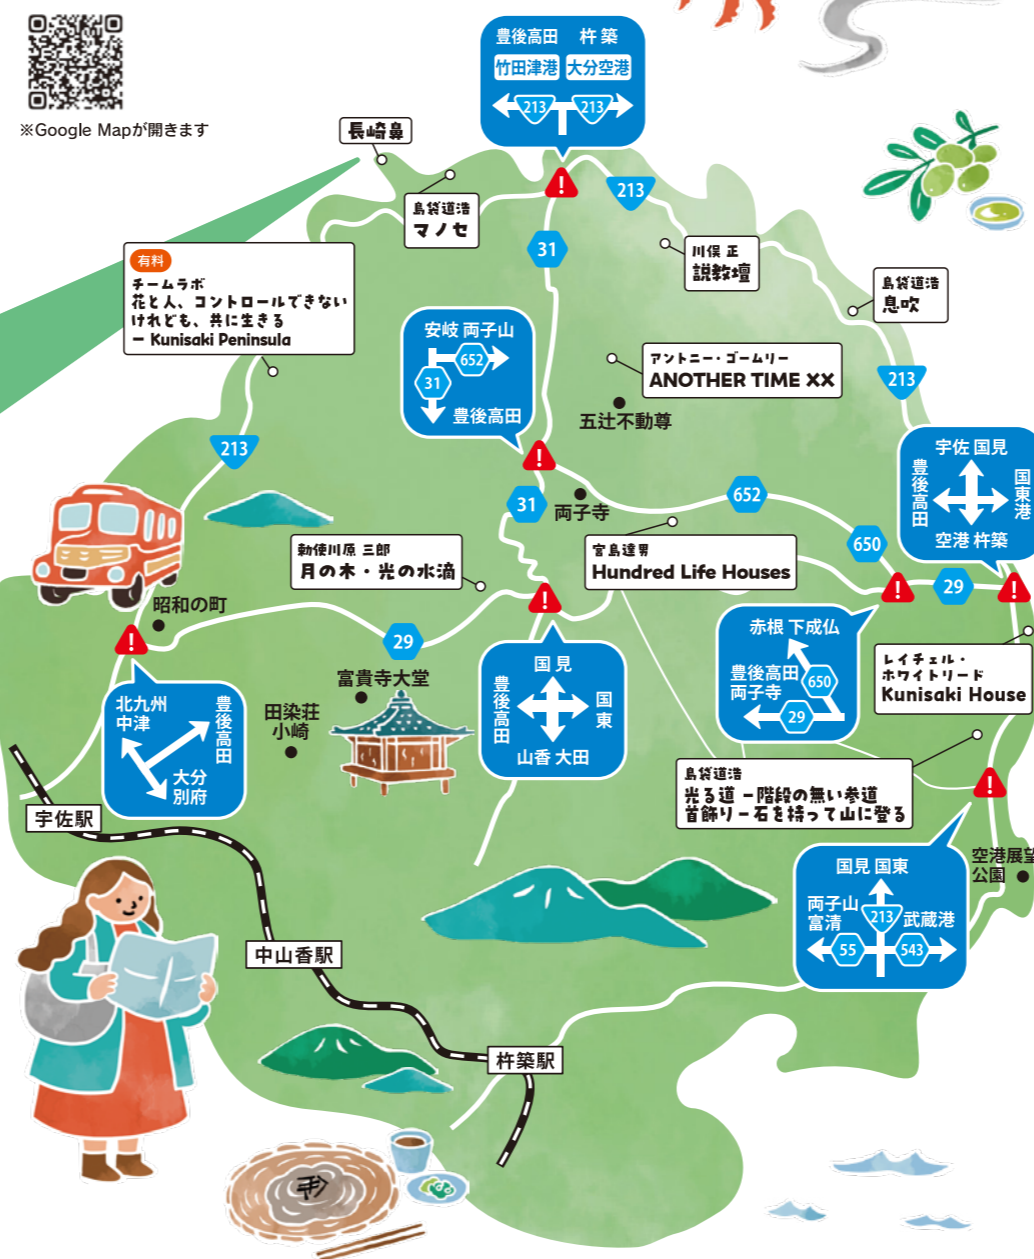 ※Google Mapが開きます
豊後高田 杵築
竹田津港 大分空港
213 213
長崎鼻
島袋道浩
マノセ
213
31
川俣 正
説教壇
有料
チームラボ
花と人、コントロールできない
けれども、共に生きる
ー Kunisaki Peninsula
島袋道浩
息吹
安岐 両子山
652
31
豊後高田
アントニー・ゴームリー
ANOTHER TIME XX
五辻不動尊
213
213
宇佐 国見
豊後高田
国東港
空港 杵築
31
両子寺
652
650
29
勅使川原 三郎
月の木・光の水滴
宮島達男
Hundred Life Houses
昭和の町
29
赤根 下成仏
豊後高田
両子寺
650
29
レイチェル・
ホワイトリード
Kunisaki House
国見
豊後高田
国東
山香 大田
富貴寺大堂
田染荘
小崎
北九州
中津
豊後高田
大分
別府
島袋道浩
光る道 ー階段の無い参道
首飾りー石を持って山に登る
宇佐駅
国見 国東
両子山
富清
213
武蔵港
55
543
空港展望
公園
中山香駅
杵築駅